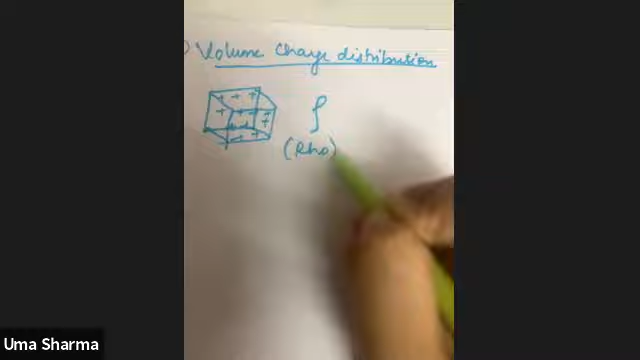 Volume Charge distribution
+ + + + + + + + + + +
ρ
(Rho)
Uma Sharma